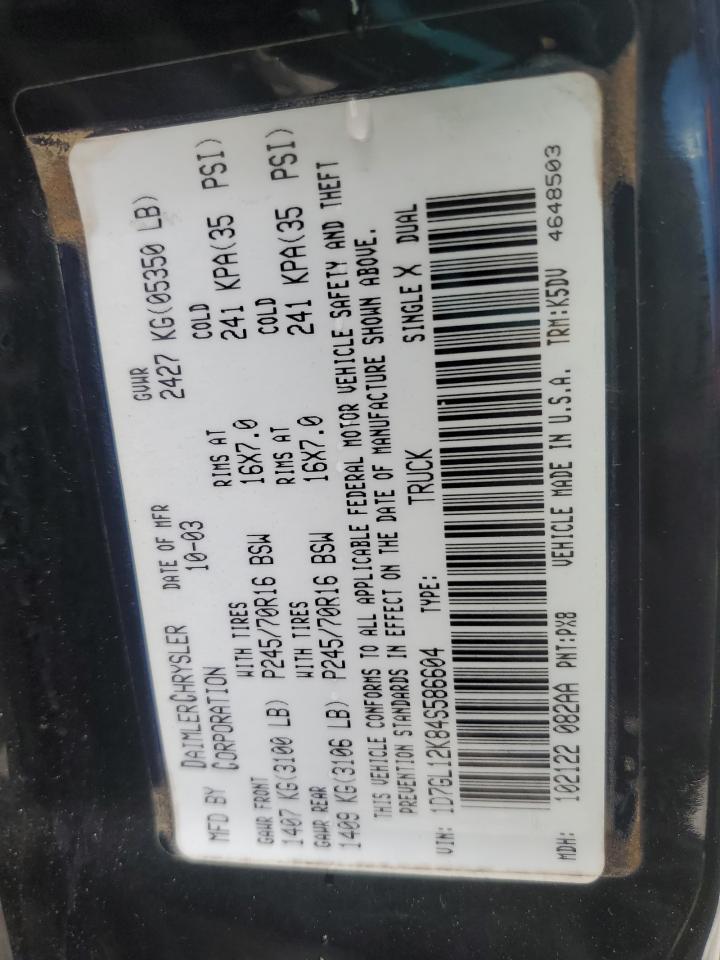 MFD BY DAIMLERCHRYSLER CORPORATION DATE OF MFR 10-03 GVWR 2427 KG(05350 LB)
GAWR FRONT WITH TIRES RIMS AT COLD
1407 KG(3100 LB) P245/70R16 BSW 16X7.0 241 KPA(35 PSI)
GAWR REAR WITH TIRES RIMS AT COLD
1409 KG(3106 LB) P245/70R16 BSW 16X7.0 241 KPA(35 PSI)
THIS VEHICLE CONFORMS TO ALL APPLICABLE FEDERAL MOTOR VEHICLE SAFETY AND THEFT
PREVENTION STANDARDS IN EFFECT ON THE DATE OF MANUFACTURE SHOWN ABOVE.
VIN: 1D7GL12K84S586604 TYPE: TRUCK SINGLE X DUAL
MDH: 102122 082AA PNT:PX8 VEHICLE MADE IN U.S.A. TRM:K5DV
4648503